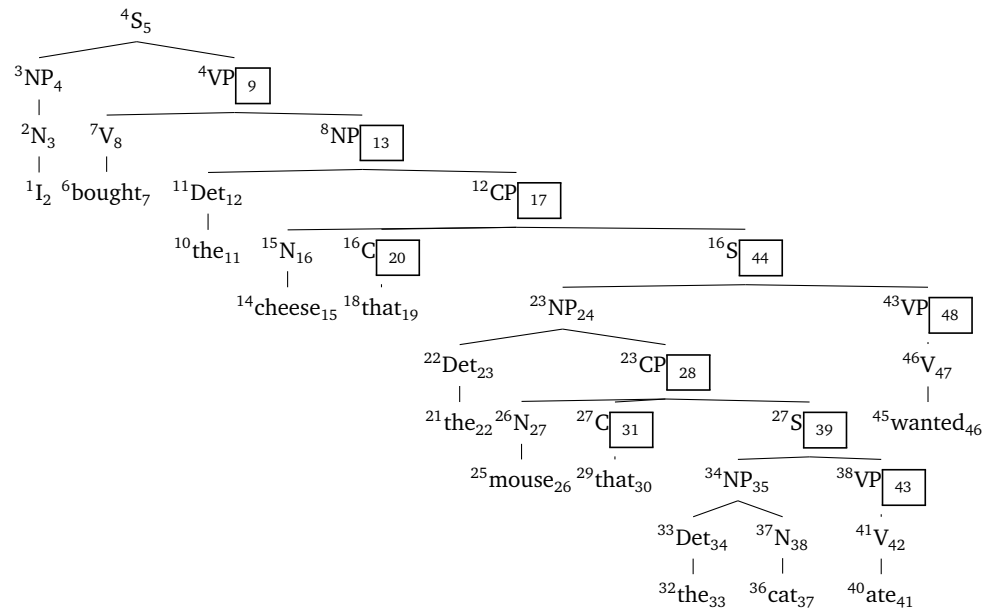 ⁴S₅
³NP₄ ⁴VP 9
²N₃ ⁷V₈ ⁸NP 13
¹I₂ ⁶bought₇ ¹¹Det₁₂ ¹²CP 17
¹⁰the₁₁ ¹⁵N₁₆ ¹⁶C 20 ¹⁶S 44
¹⁴cheese₁₅ ¹⁸that₁₉ ²³NP₂₄ ⁴³VP 48
²²Det₂₃ ²³CP 28 ⁴⁶V₄₇
²¹the₂₂ ²⁶N₂₇ ²⁷C 31 ²⁷S 39 ⁴⁵wanted₄₆
²⁵mouse₂₆ ²⁹that₃₀ ³⁴NP₃₅ ³⁸VP 43
³³Det₃₄ ³⁷N₃₈ ⁴¹V₄₂
³²the₃₃ ³⁶cat₃₇ ⁴⁰ate₄₁